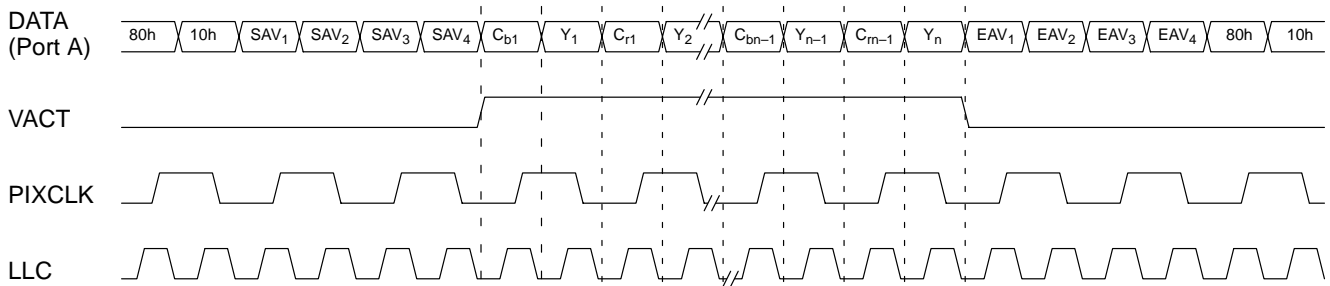 DATA
(Port A)
80h 10h SAV₁ SAV₂ SAV₃ SAV₄ Cb1 Y₁ Cr1 Y₂ Cbn–1 Yn–1 Crn–1 Yn EAV₁ EAV₂ EAV₃ EAV₄ 80h 10h
VACT
PIXCLK
LLC